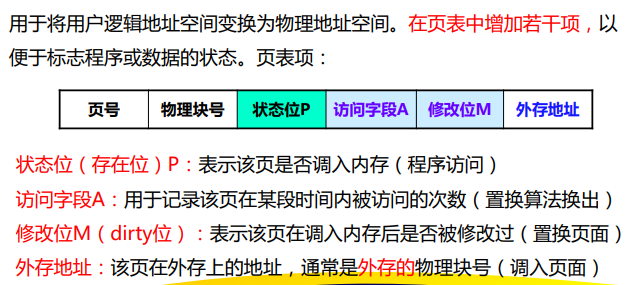 用于将用户逻辑地址空间变换为物理地址空间。在页表中增加若干项，以
便于标志程序或数据的状态。页表项：
页号 物理块号 状态位P 访问字段A 修改位M 外存地址
状态位（存在位）P：表示该页是否调入内存（程序访问）
访问字段A：用于记录该页在某段时间内被访问的次数（置换算法换出）
修改位M（dirty位）：表示该页在调入内存后是否被修改过（置换页面）
外存地址：该页在外存上的地址，通常是外存的物理块号（调入页面）